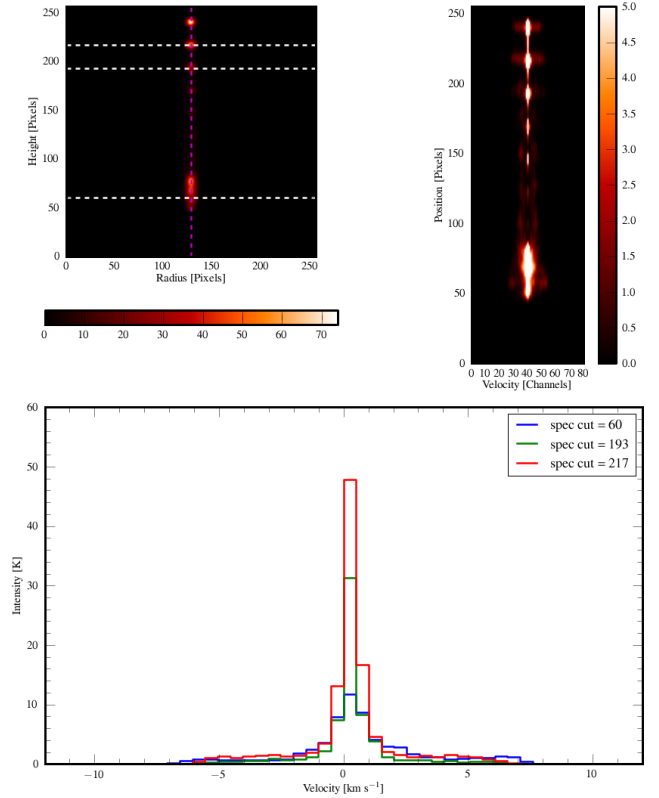 250
200
150
100
50
0
Height [Pixels]
0 50 100 150 200 250
Radius [Pixels]
0 10 20 30 40 50 60 70
250
200
150
100
50
0
Position [Pixels]
0 10 20 30 40 50 60 70 80
Velocity [Channels]
5.0
4.5
4.0
3.5
3.0
2.5
2.0
1.5
1.0
0.5
0.0
60
50
40
30
20
10
0
Intensity [K]
spec cut = 60
spec cut = 193
spec cut = 217
−10 −5 0 5 10
Velocity [km s⁻¹]